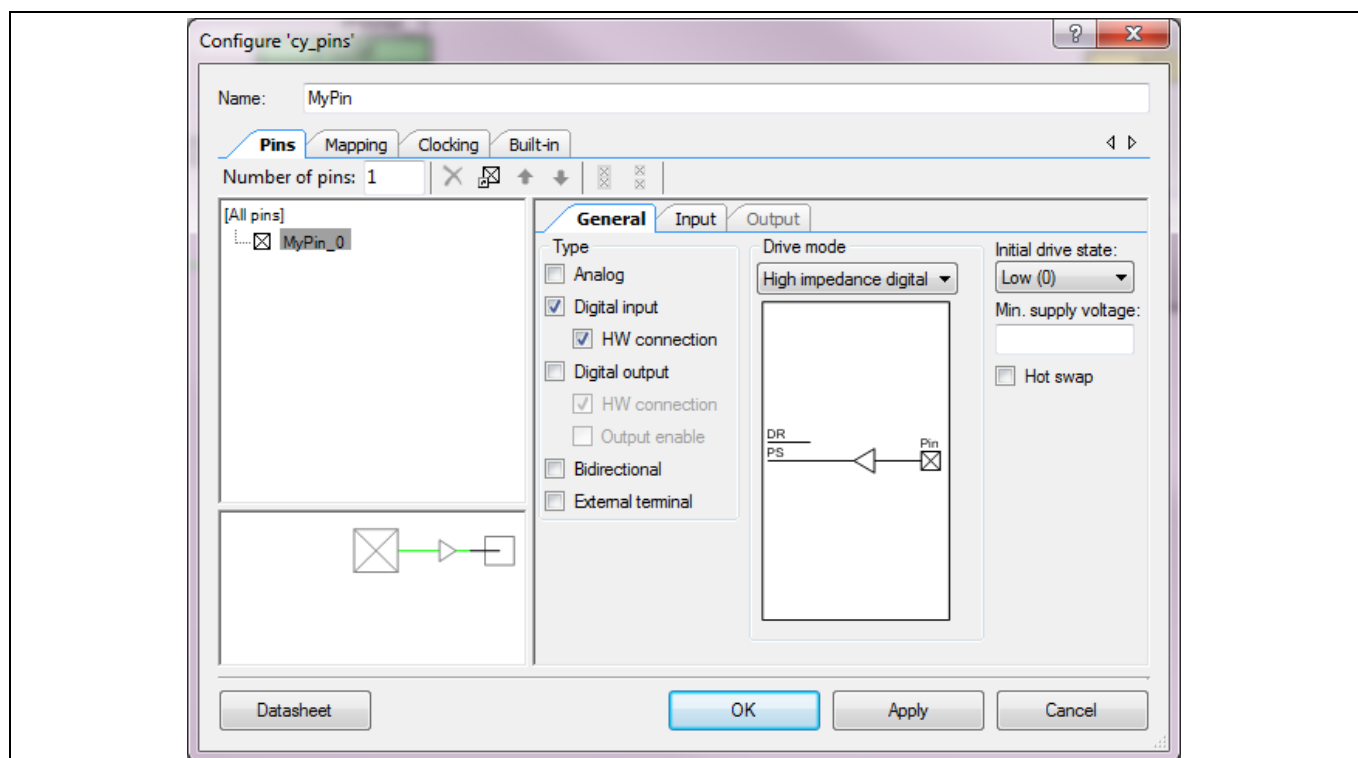 Configure 'cy_pins'
Name: MyPin
Pins Mapping Clocking Built-in
Number of pins: 1
[All pins]
MyPin_0
General Input Output
Type
Analog
Digital input
HW connection
Digital output
HW connection
Output enable
Bidirectional
External terminal
Drive mode
High impedance digital
DR
PS
Pin
Initial drive state:
Low (0)
Min. supply voltage:
Hot swap
Datasheet OK Apply Cancel